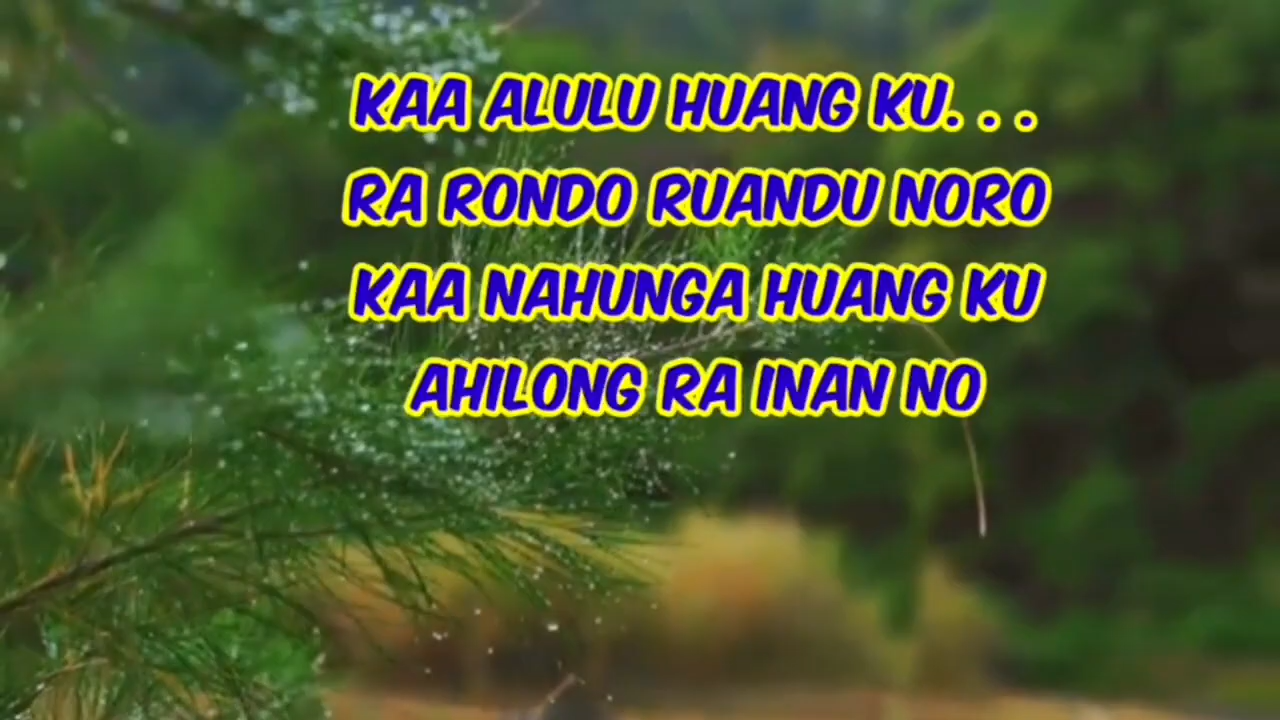 KAA ALULU HUANG KU. . .
RA RONDO RUANDU NORO
KAA NAHUNGA HUANG KU
AHILONG RA INAN NO